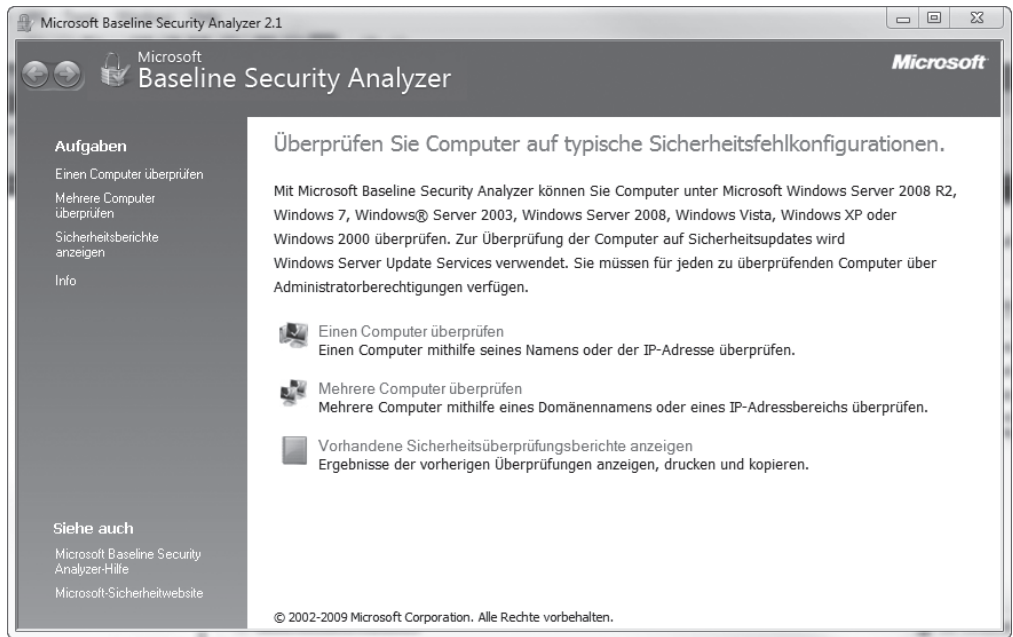 Microsoft Baseline Security Analyzer 2.1
Microsoft
Baseline Security Analyzer
Microsoft
Aufgaben
Einen Computer überprüfen
Mehrere Computer
überprüfen
Sicherheitsberichte
anzeigen
Info
Siehe auch
Microsoft Baseline Security
Analyzer-Hilfe
Microsoft-Sicherheitwebsite
Überprüfen Sie Computer auf typische Sicherheitsfehlkonfigurationen.
Mit Microsoft Baseline Security Analyzer können Sie Computer unter Microsoft Windows Server 2008 R2,
Windows 7, Windows® Server 2003, Windows Server 2008, Windows Vista, Windows XP oder
Windows 2000 überprüfen. Zur Überprüfung der Computer auf Sicherheitsupdates wird
Windows Server Update Services verwendet. Sie müssen für jeden zu überprüfenden Computer über
Administratorberechtigungen verfügen.
Einen Computer überprüfen
Einen Computer mithilfe seines Namens oder der IP-Adresse überprüfen.
Mehrere Computer überprüfen
Mehrere Computer mithilfe eines Domänennamens oder eines IP-Adressbereichs überprüfen.
Vorhandene Sicherheitsüberprüfungsberichte anzeigen
Ergebnisse der vorherigen Überprüfungen anzeigen, drucken und kopieren.
© 2002-2009 Microsoft Corporation. Alle Rechte vorbehalten.